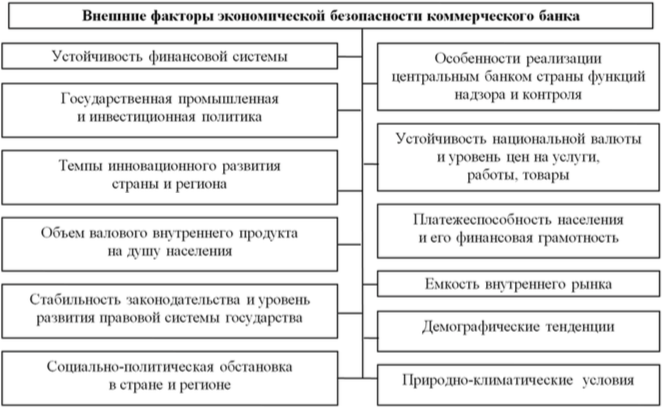 Внешние факторы экономической безопасности коммерческого банка
Устойчивость финансовой системы
Государственная промышленная
и инвестиционная политика
Темпы инновационного развития
страны и региона
Объем валового внутреннего продукта
на душу населения
Стабильность законодательства и уровень
развития правовой системы государства
Социально-политическая обстановка
в стране и регионе
Особенности реализации
центральным банком страны функций
надзора и контроля
Устойчивость национальной валюты
и уровень цен на услуги,
работы, товары
Платежеспособность населения
и его финансовая грамотность
Емкость внутреннего рынка
Демографические тенденции
Природно-климатические условия